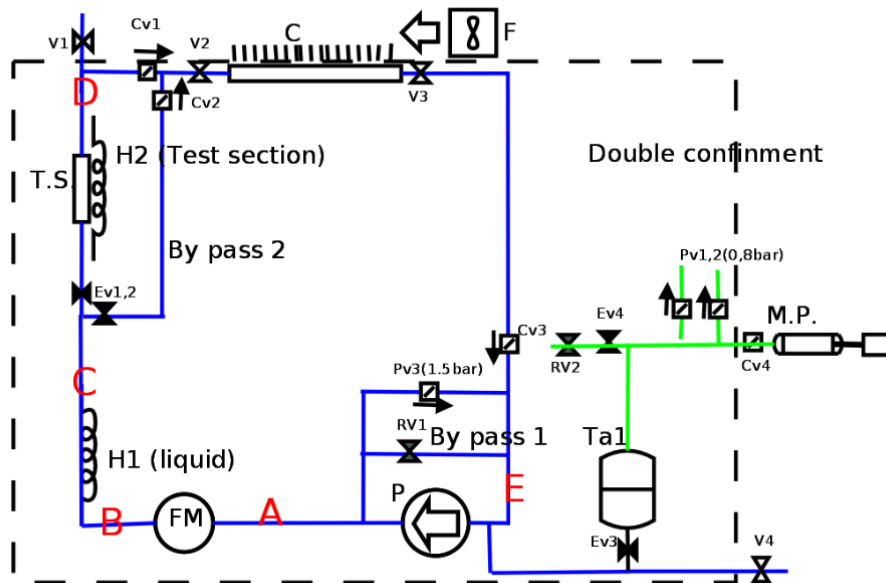 Cv1
C
F
V1
V2
V3
D
Cv2
H2 (Test section)
Double confinment
T.S.
By pass 2
Pv1,2(0,8bar)
Ev1,2
Ev4
M.P.
Cv3
RV2
Cv4
C
Pv3(1.5bar)
RV1
By pass 1
Ta1
H1 (liquid)
P
E
B
FM
A
Ev3
V4